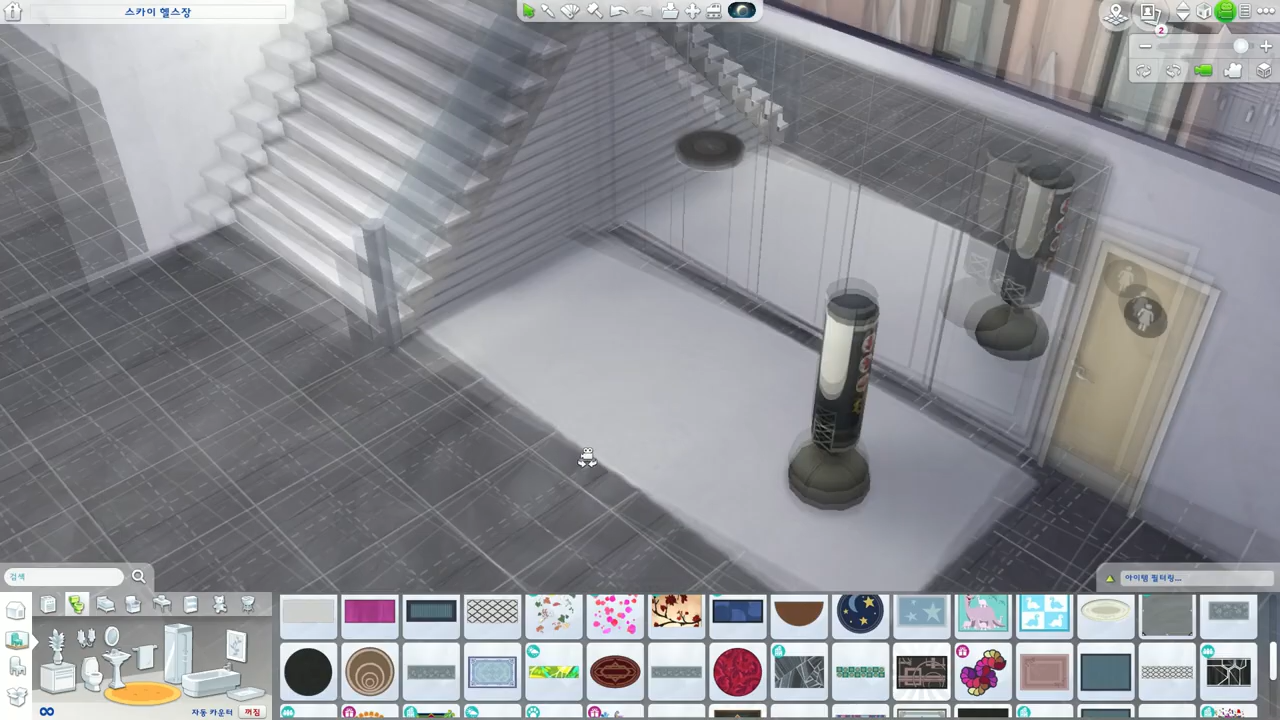 스카이 헬스장
2
검색
아이템 필터링...
자동 카운터
꺼짐